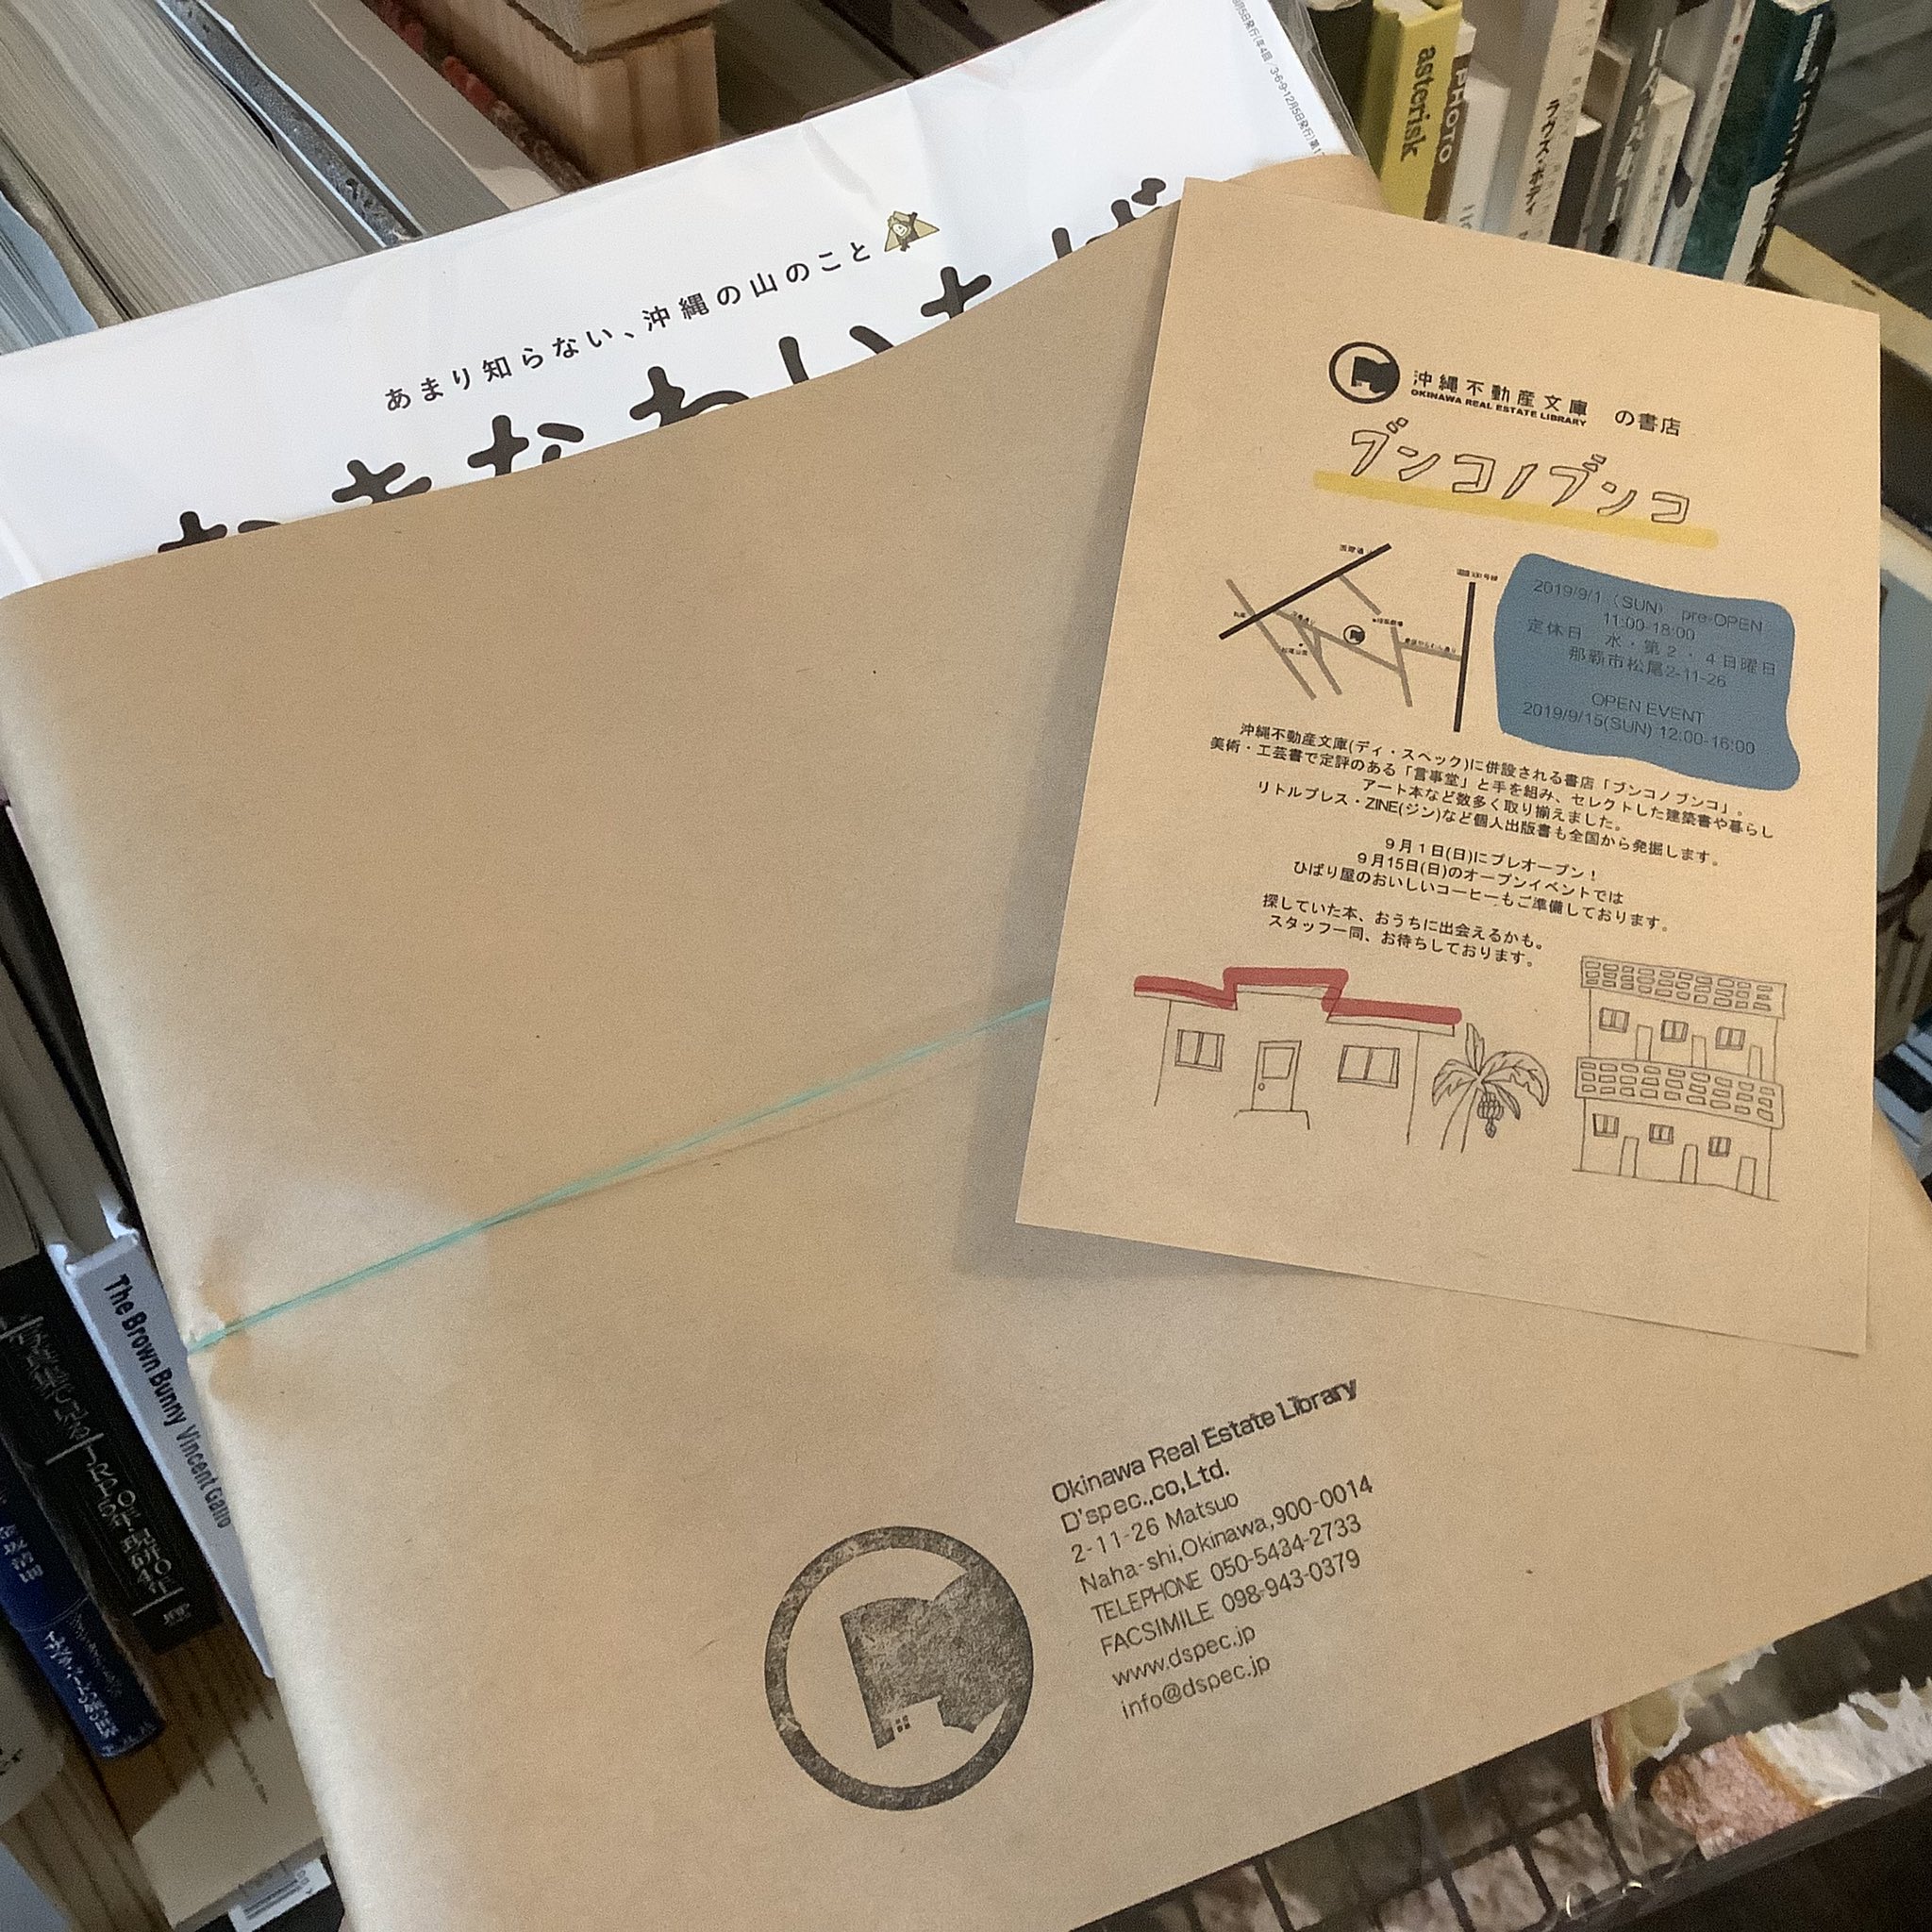 あまり知らない、沖縄の山のこと
asterisk
PHOTO
ラヴズ・ボディ
沖縄不動産文庫 の書店
OKINAWA REAL ESTATE LIBRARY
ブンコノブンコ
2019/9/1（SUN) pre-OPEN
11:00-18:00
定休日 水・第2・4日曜日
那覇市松尾2-11-26
OPEN EVENT
2019/9/15(SUN) 12:00-16:00
沖縄不動産文庫(ディ・スペック)に併設される書店「ブンコノブンコ」。
美術・工芸書で定評のある「言事堂」と手を組み、セレクトした建築書や暮らし
アート本など数多く取り揃えました。
リトルプレス・ZINE(ジン)など個人出版書も全国から発掘します。
9月1日(日)にプレオープン！
9月15日(日)のオープンイベントでは
ひばり屋のおいしいコーヒーもご準備しております。
探していた本、おうちに出会えるかも。
スタッフ一同、お待ちしております。
Okinawa Real Estate Library
D'spec.,co,Ltd.
2-11-26 Matsuo
Naha-shi,Okinawa,900-0014
TELEPHONE 050-5434-2733
FACSIMILE 098-943-0379
www.dspec.jp
info@dspec.jp
The Brown Bunny Vincent Gallo